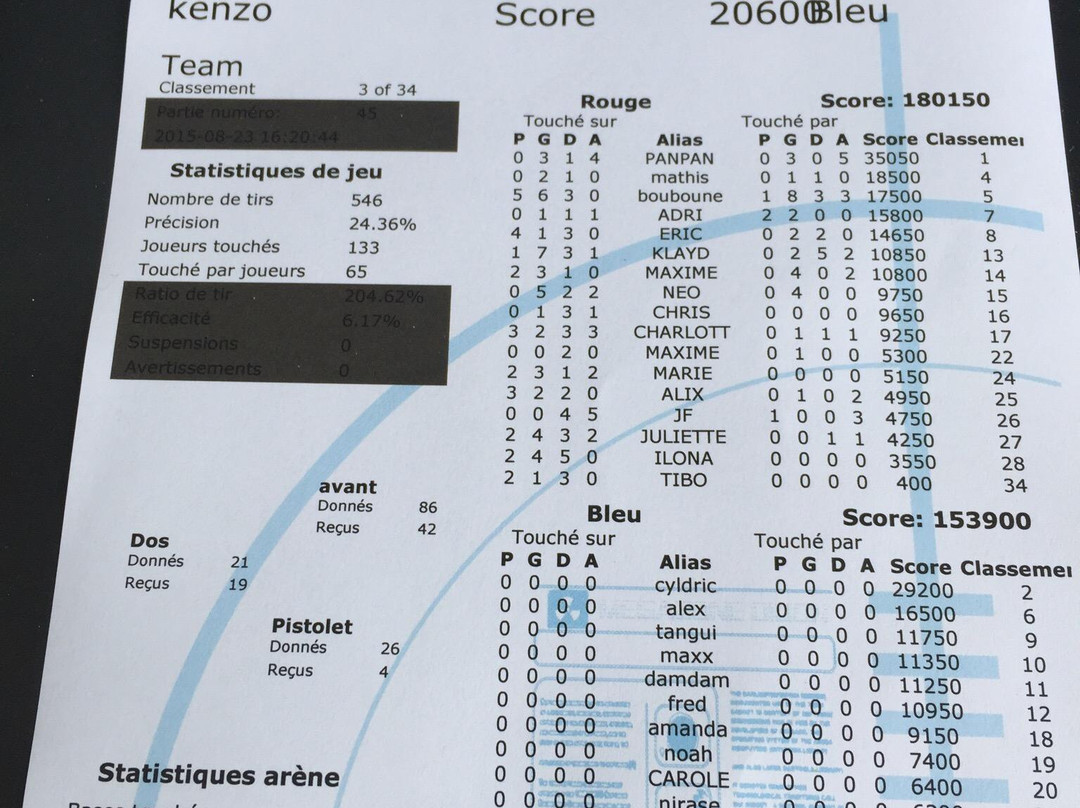 kenzo Score 20600 Bleu
Team
Classement 3 of 34
Partie numéro: 45
2015-08-23 16:20:44
Statistiques de jeu
Nombre de tirs 546
Précision 24.36%
Joueurs touchés 133
Touché par joueurs 65
Ratio de tir 204.62%
Efficacité 6.17%
Suspensions 0
Avertissements 0
avant
Donnés 86
Reçus 42
Dos
Donnés 21
Reçus 19
Pistolet
Donnés 26
Reçus 4
Statistiques arène
Rouge Score: 180150
Touché sur Touché par
P G D A Alias P G D A Score Classemer
0 3 1 4 PANPAN 0 3 0 5 35050 1
0 2 1 0 mathis 0 1 1 0 18500 4
5 6 3 0 bouboune 1 8 3 3 17500 5
0 1 1 1 ADRI 2 2 0 0 15800 7
4 1 3 0 ERIC 0 2 2 0 14650 8
1 7 3 1 KLAYD 0 2 5 2 10850 13
2 3 1 0 MAXIME 0 4 0 2 10800 14
0 5 2 2 NEO 0 4 0 0 9750 15
0 1 3 1 CHRIS 0 0 0 0 9650 16
3 2 3 3 CHARLOTT 0 1 1 1 9250 17
0 0 2 0 MAXIME 0 1 0 0 5300 22
2 3 1 2 MARIE 0 0 0 0 5150 24
3 2 2 0 ALIX 0 1 0 2 4950 25
0 0 4 5 JF 1 0 0 3 4750 26
2 4 3 2 JULIETTE 0 0 1 1 4250 27
2 4 5 0 ILONA 0 0 0 0 3550 28
2 1 3 0 TIBO 0 0 0 0 400 34
Bleu Score: 153900
Touché sur Touché par
P G D A Alias P G D A Score Classemer
0 0 0 0 cyldric 0 0 0 0 29200 2
0 0 0 0 alex 0 0 0 0 16500 6
0 0 0 0 tangui 0 0 0 0 11750 9
0 0 0 0 maxx 0 0 0 0 11350 10
0 0 0 0 damdam 0 0 0 0 11250 11
0 0 0 0 fred 0 0 0 0 10950 12
0 0 0 0 amanda 0 0 0 0 9150 18
0 0 0 0 noah 0 0 0 0 7400 19
0 0 0 0 CAROLE 0 0 0 0 6400 20
0 0 0 0